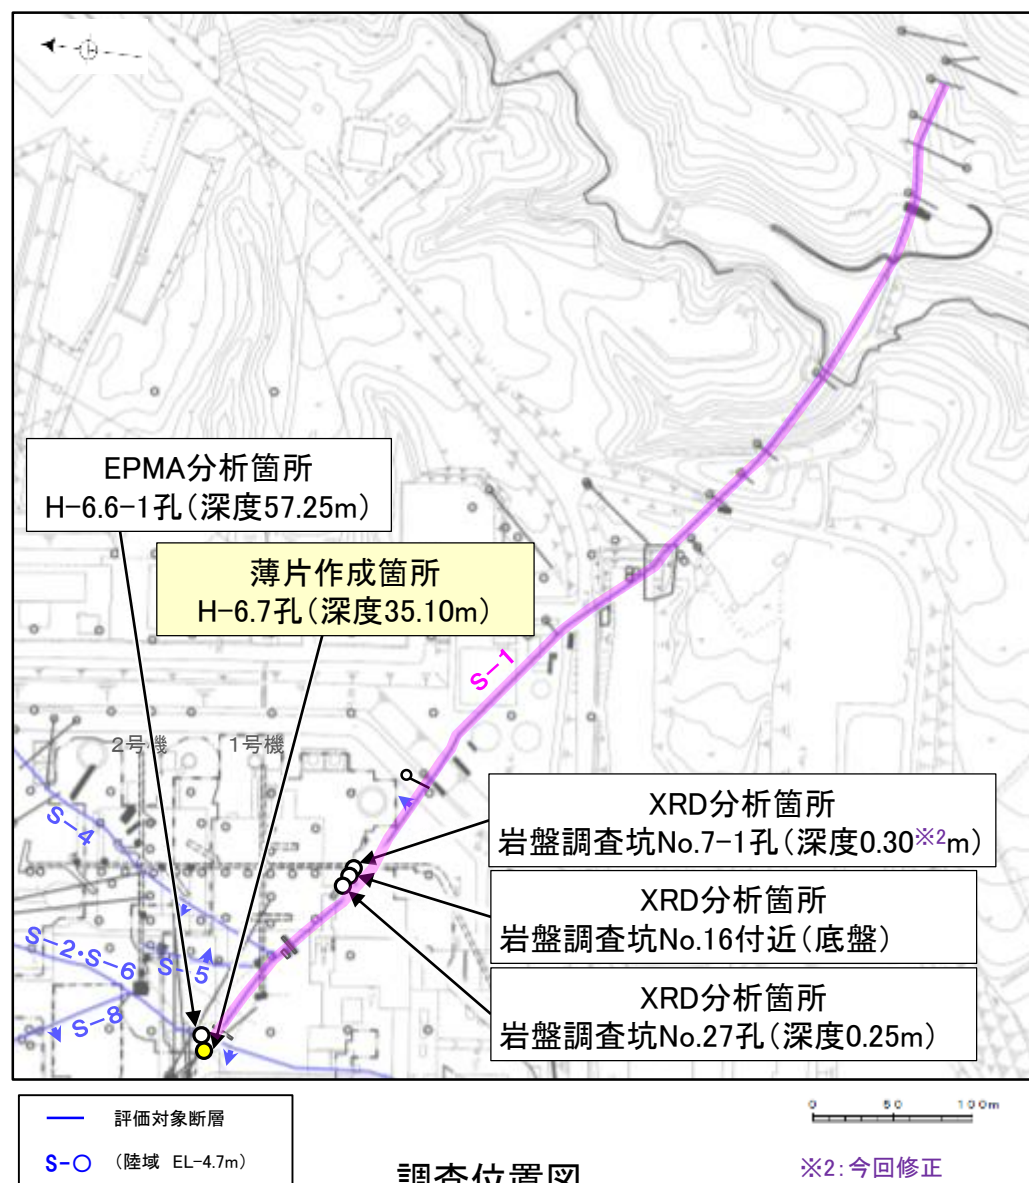 EPMA分析箇所
H-6.6-1孔(深度57.25m)
薄片作成箇所
H-6.7孔(深度35.10m)
S-1
2号機
1号機
S-4
XRD分析箇所
岩盤調査坑No.7-1孔(深度0.30※2m)
XRD分析箇所
岩盤調査坑No.16付近(底盤)
S-2・S-6
S-5
S-8
XRD分析箇所
岩盤調査坑No.27孔(深度0.25m)
評価対象断層
S-○ (陸域 EL-4.7m)
調査位置図
0 50 100m
※2:今回修正